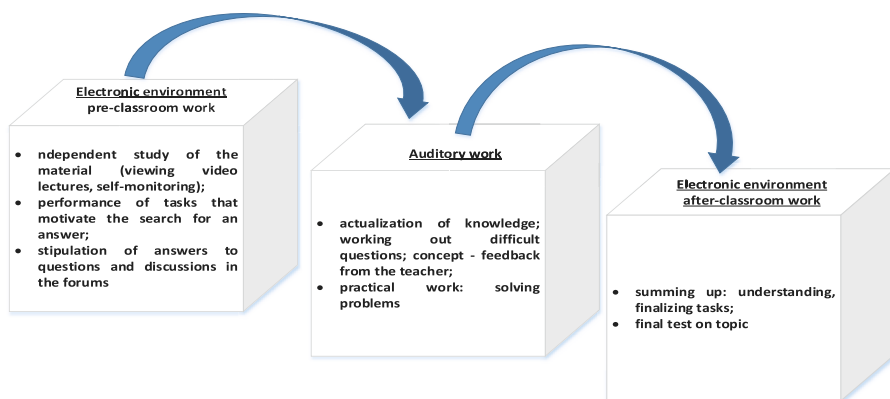 Electronic environment
pre-classroom work
• ndependent study of the
material (viewing video
lectures, self-monitoring);
• performance of tasks that
motivate the search for an
answer;
• stipulation of answers to
questions and discussions in
the forums
Auditory work
• actualization of knowledge;
working out difficult
questions; concept - feedback
from the teacher;
• practical work: solving
problems
Electronic environment
after-classroom work
• summing up: understanding,
finalizing tasks;
• final test on topic